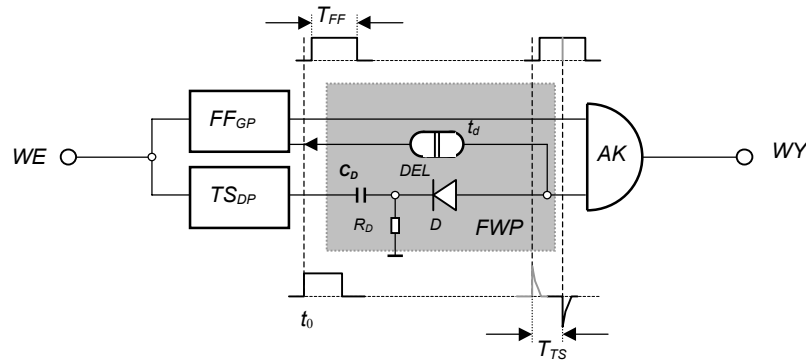 T_FF
FF_GP
t_d
WE
AK
WY
DEL
TS_DP
C_D
R_D
D
FWP
t_0
T_TS